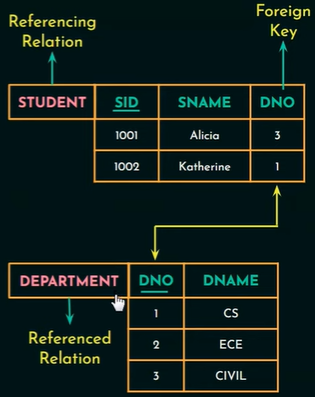 Referencing
Relation
Foreign
Key
STUDENT SID SNAME DNO
1001 Alicia 3
1002 Katherine 1
DEPARTMENT DNO DNAME
1 CS
2 ECE
3 CIVIL
Referenced
Relation